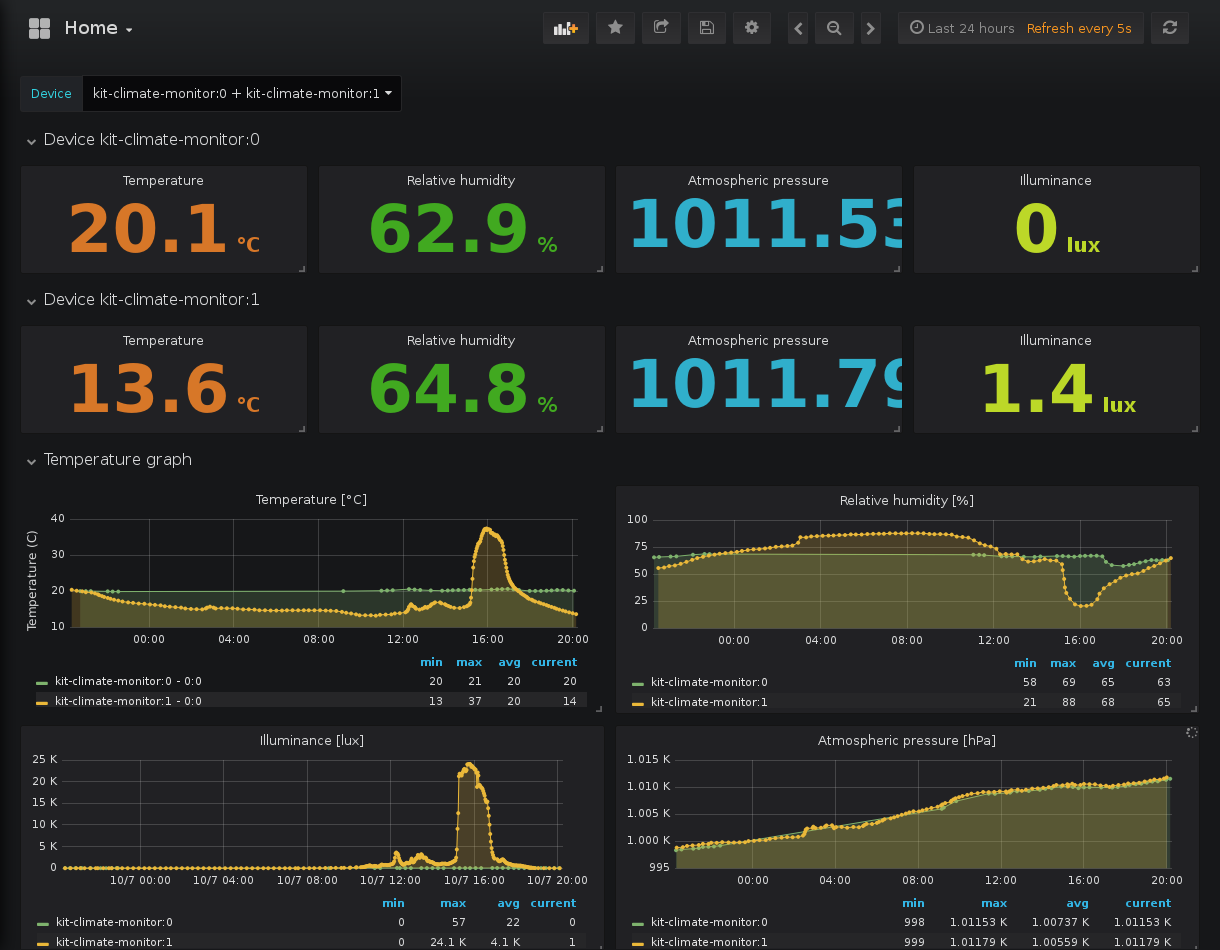 Home
Last 24 hours Refresh every 5s
Device kit-climate-monitor:0 + kit-climate-monitor:1
Device kit-climate-monitor:0
Temperature Relative humidity Atmospheric pressure Illuminance
20.1 °C 62.9 % 1011.53 0 lux
Device kit-climate-monitor:1
Temperature Relative humidity Atmospheric pressure Illuminance
13.6 °C 64.8 % 1011.79 1.4 lux
Temperature graph
Temperature [°C]
Temperature (C)
40
30
20
10
00:00 04:00 08:00 12:00 16:00 20:00
min max avg current
kit-climate-monitor:0 - 0:0 20 21 20 20
kit-climate-monitor:1 - 0:0 13 37 20 14
Relative humidity [%]
100
75
50
25
0
00:00 04:00 08:00 12:00 16:00 20:00
min max avg current
kit-climate-monitor:0 58 69 65 63
kit-climate-monitor:1 21 88 68 65
Illuminance [lux]
25 K
20 K
15 K
10 K
5 K
0
10/7 00:00 10/7 04:00 10/7 08:00 10/7 12:00 10/7 16:00 10/7 20:00
min max avg current
kit-climate-monitor:0 0 57 22 0
kit-climate-monitor:1 0 24.1 K 4.1 K 1
Atmospheric pressure [hPa]
1.015 K
1.010 K
1.005 K
1.000 K
995
00:00 04:00 08:00 12:00 16:00 20:00
min max avg current
kit-climate-monitor:0 998 1.01153 K 1.00737 K 1.01153 K
kit-climate-monitor:1 999 1.01179 K 1.00559 K 1.01179 K